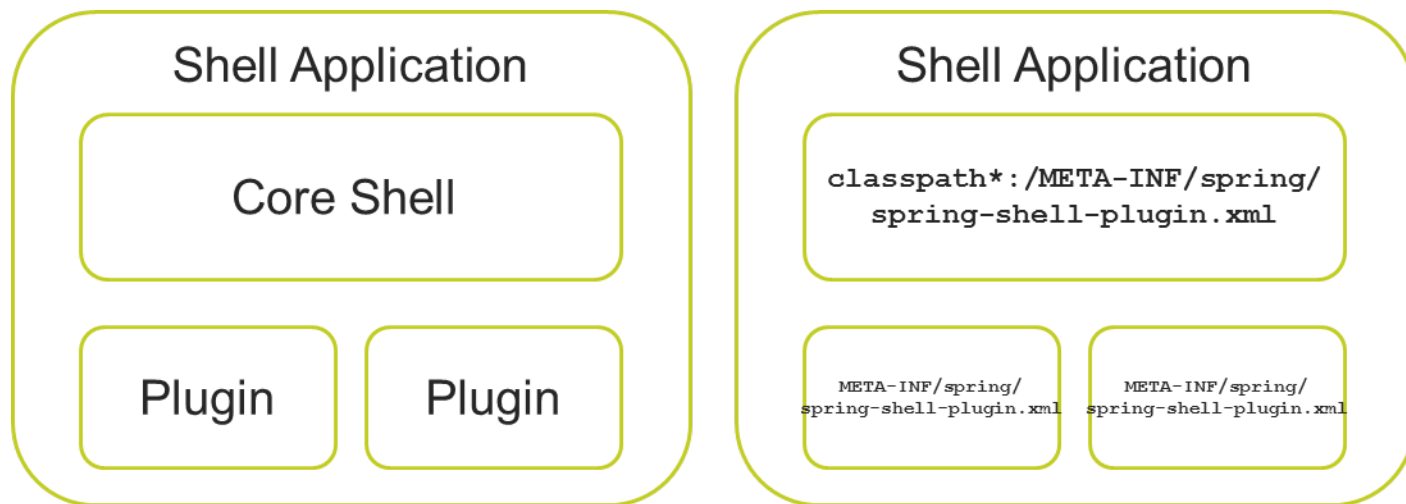 Shell Application
Core Shell
Plugin
Plugin
Shell Application
classpath*:/META-INF/spring/
spring-shell-plugin.xml
META-INF/spring/
spring-shell-plugin.xml
META-INF/spring/
spring-shell-plugin.xml